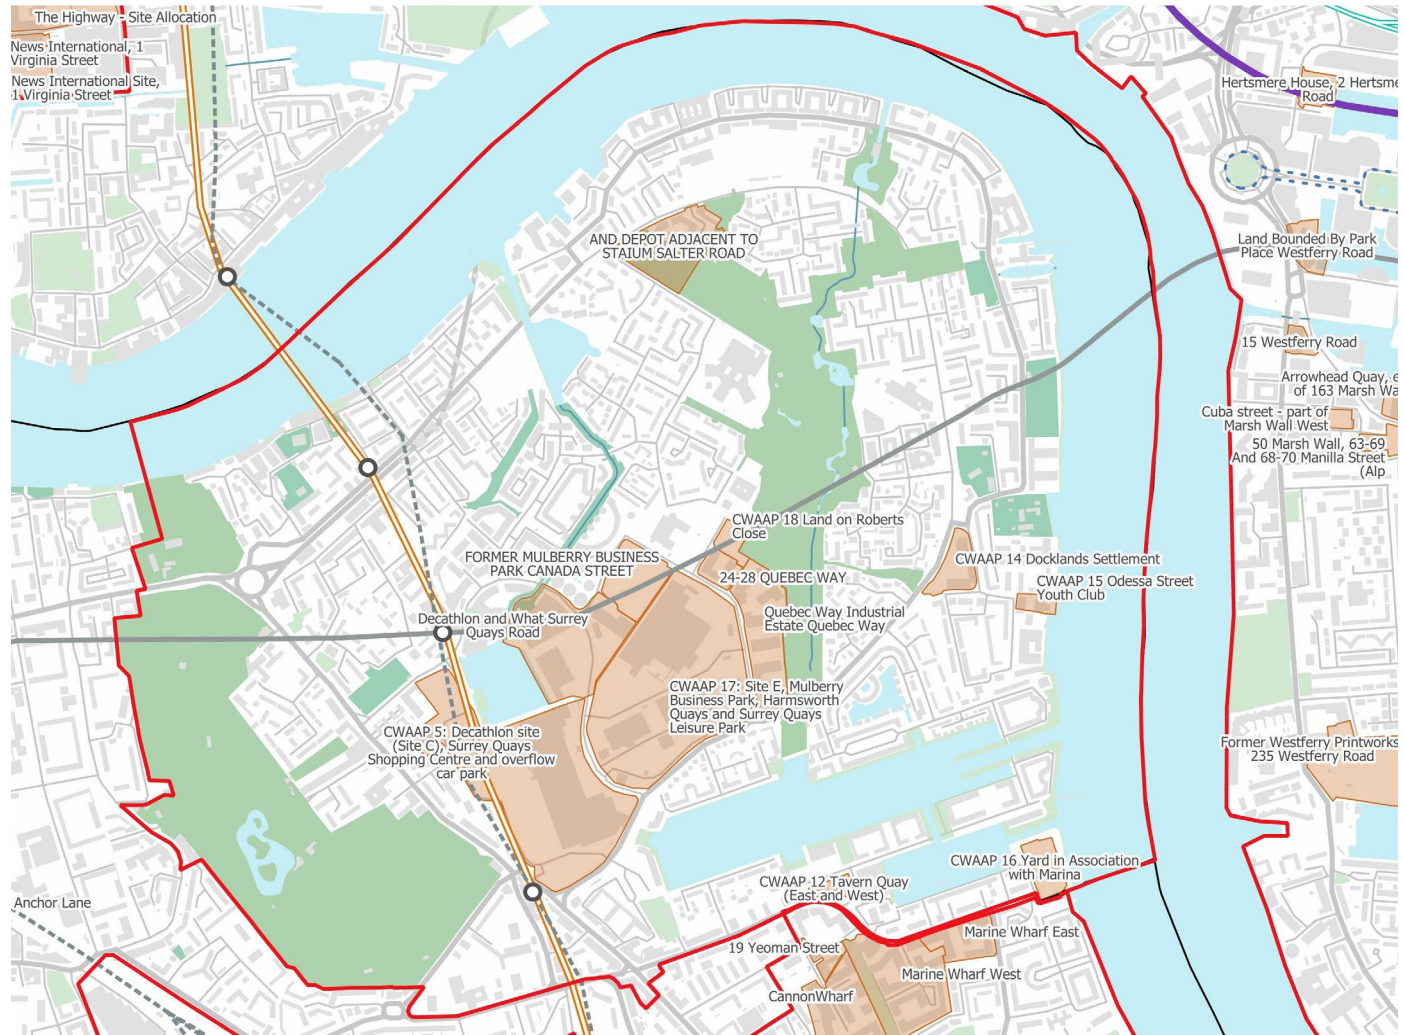 The Highway - Site Allocation
News International, 1
Virginia Street
News International Site,
1 Virginia Street
Hertsmere House, 2 Hertsme
Road
AND DEPOT ADJACENT TO
STAIUM SALTER ROAD
Land Bounded By Park
Place Westferry Road
15 Westferry Road
Arrowhead Quay, e
of 163 Marsh Wa
Cuba street - part of
Marsh Wall West
50 Marsh Wall, 63-69
And 68-70 Manilla Street
(Alp
CWAAP 18 Land on Roberts
Close
FORMER MULBERRY BUSINESS
PARK CANADA STREET
24-28 QUEBEC WAY
CWAAP 14 Docklands Settlement
CWAAP 15 Odessa Street
Youth Club
Decathlon and What Surrey
Quays Road
Quebec Way Industrial
Estate Quebec Way
CWAAP 17: Site E, Mulberry
Business Park, Harmsworth
Quays and Surrey Quays
Leisure Park
CWAAP 5: Decathlon site
(Site C), Surrey Quays
Shopping Centre and overflow
car park
Former Westferry Printworks
235 Westferry Road
CWAAP 16 Yard in Association
with Marina
CWAAP 12 Tavern Quay
(East and West)
Anchor Lane
Marine Wharf East
19 Yeoman Street
Marine Wharf West
CannonWharf